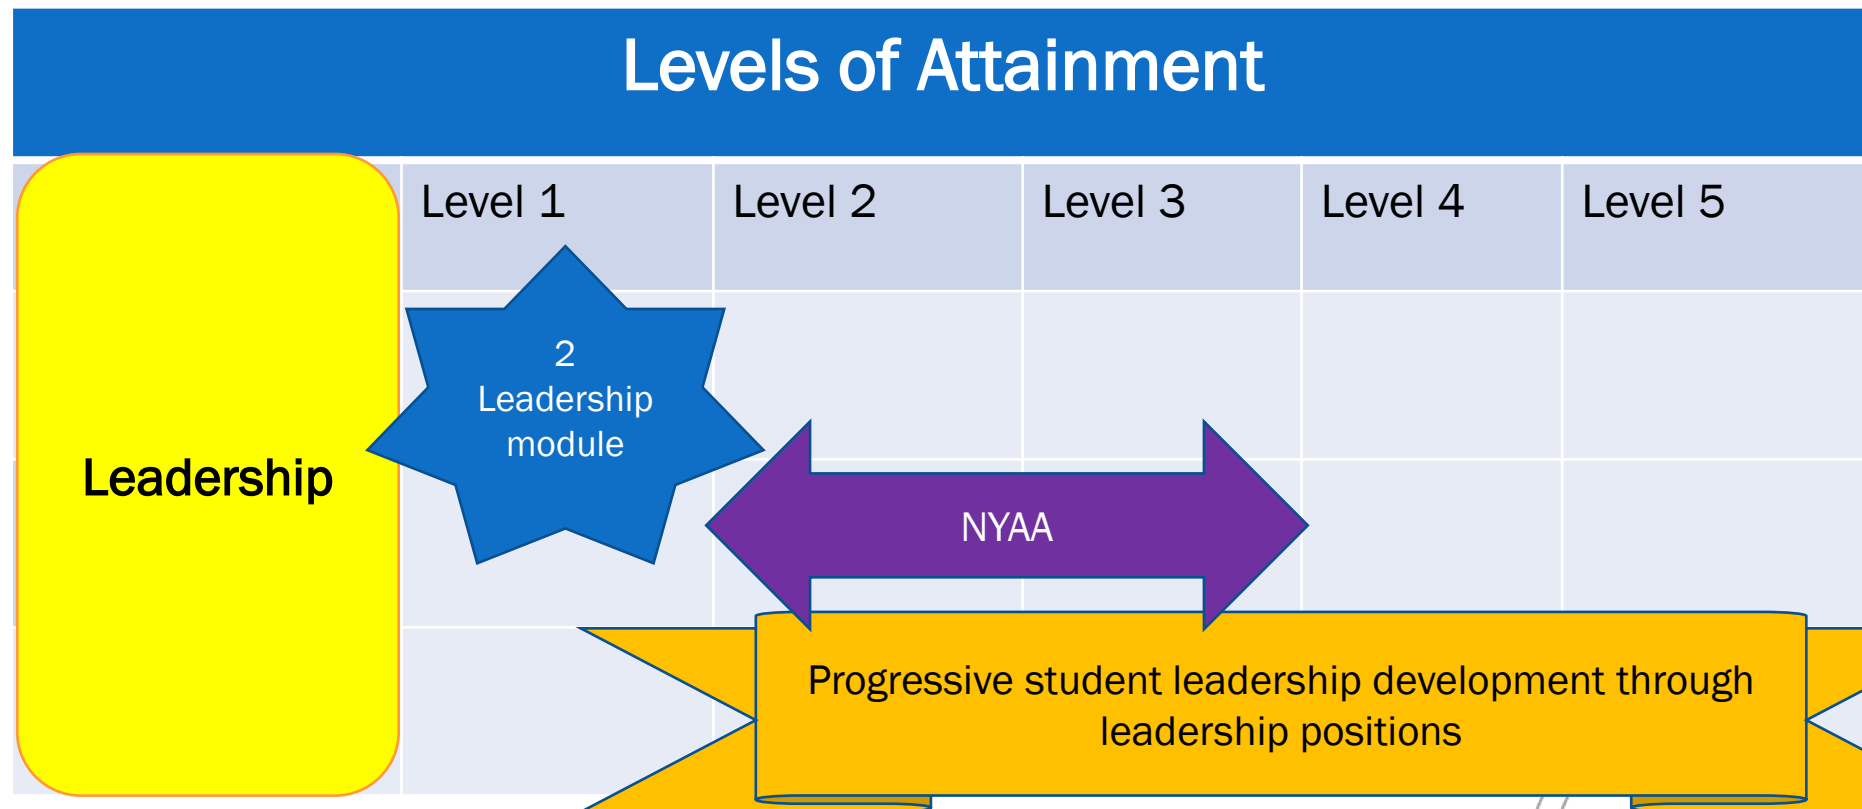 Levels of Attainment
Level 1
Level 2
Level 3
Level 4
Level 5
Leadership
2
Leadership
module
NYAA
Progressive student leadership development through
leadership positions